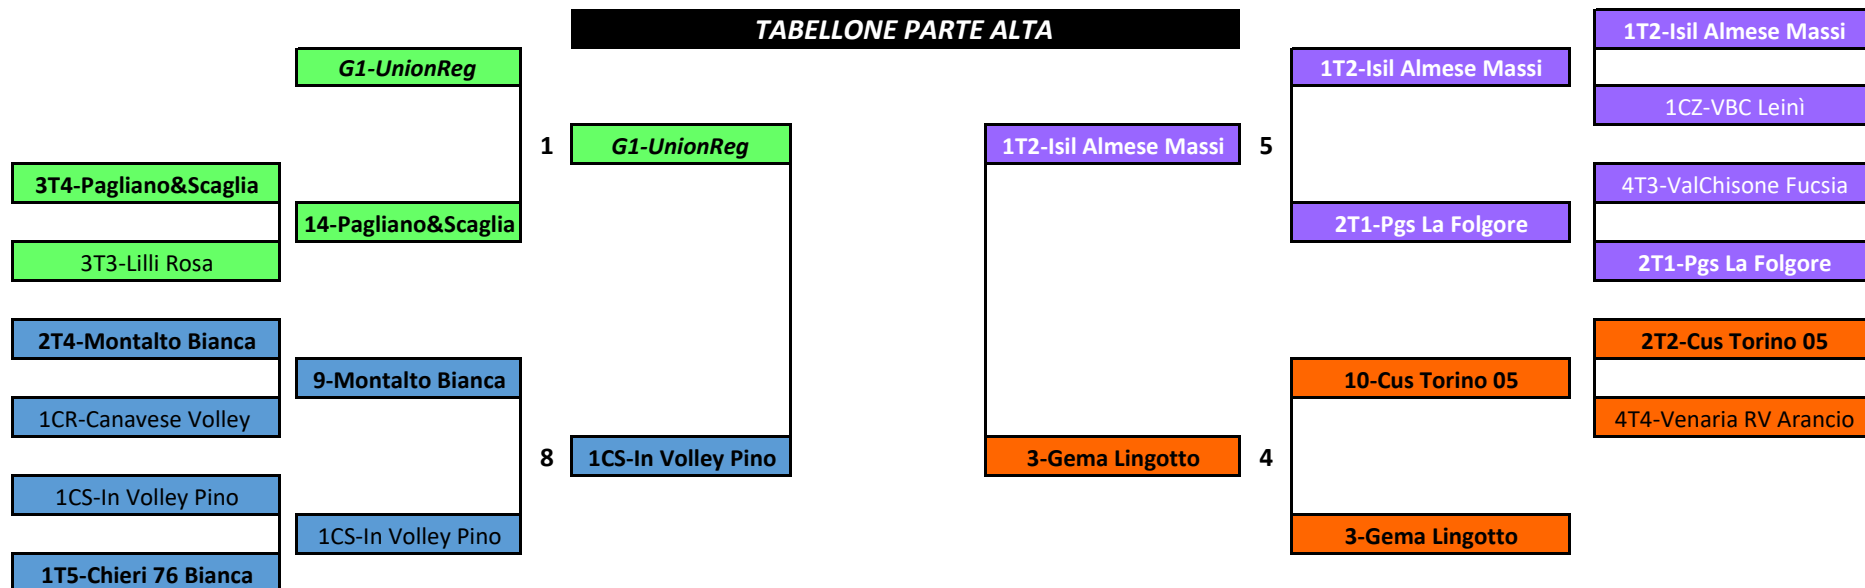 TABELLONE PARTE ALTA
1T2-Isil Almese Massi
G1-UnionReg
1T2-Isil Almese Massi
1CZ-VBC Leinì
1
G1-UnionReg
1T2-Isil Almese Massi
5
3T4-Pagliano&Scaglia
4T3-ValChisone Fucsia
14-Pagliano&Scaglia
2T1-Pgs La Folgore
3T3-Lilli Rosa
2T1-Pgs La Folgore
2T4-Montalto Bianca
2T2-Cus Torino 05
9-Montalto Bianca
10-Cus Torino 05
1CR-Canavese Volley
4T4-Venaria RV Arancio
8
1CS-In Volley Pino
3-Gema Lingotto
4
1CS-In Volley Pino
1CS-In Volley Pino
3-Gema Lingotto
1T5-Chieri 76 Bianca